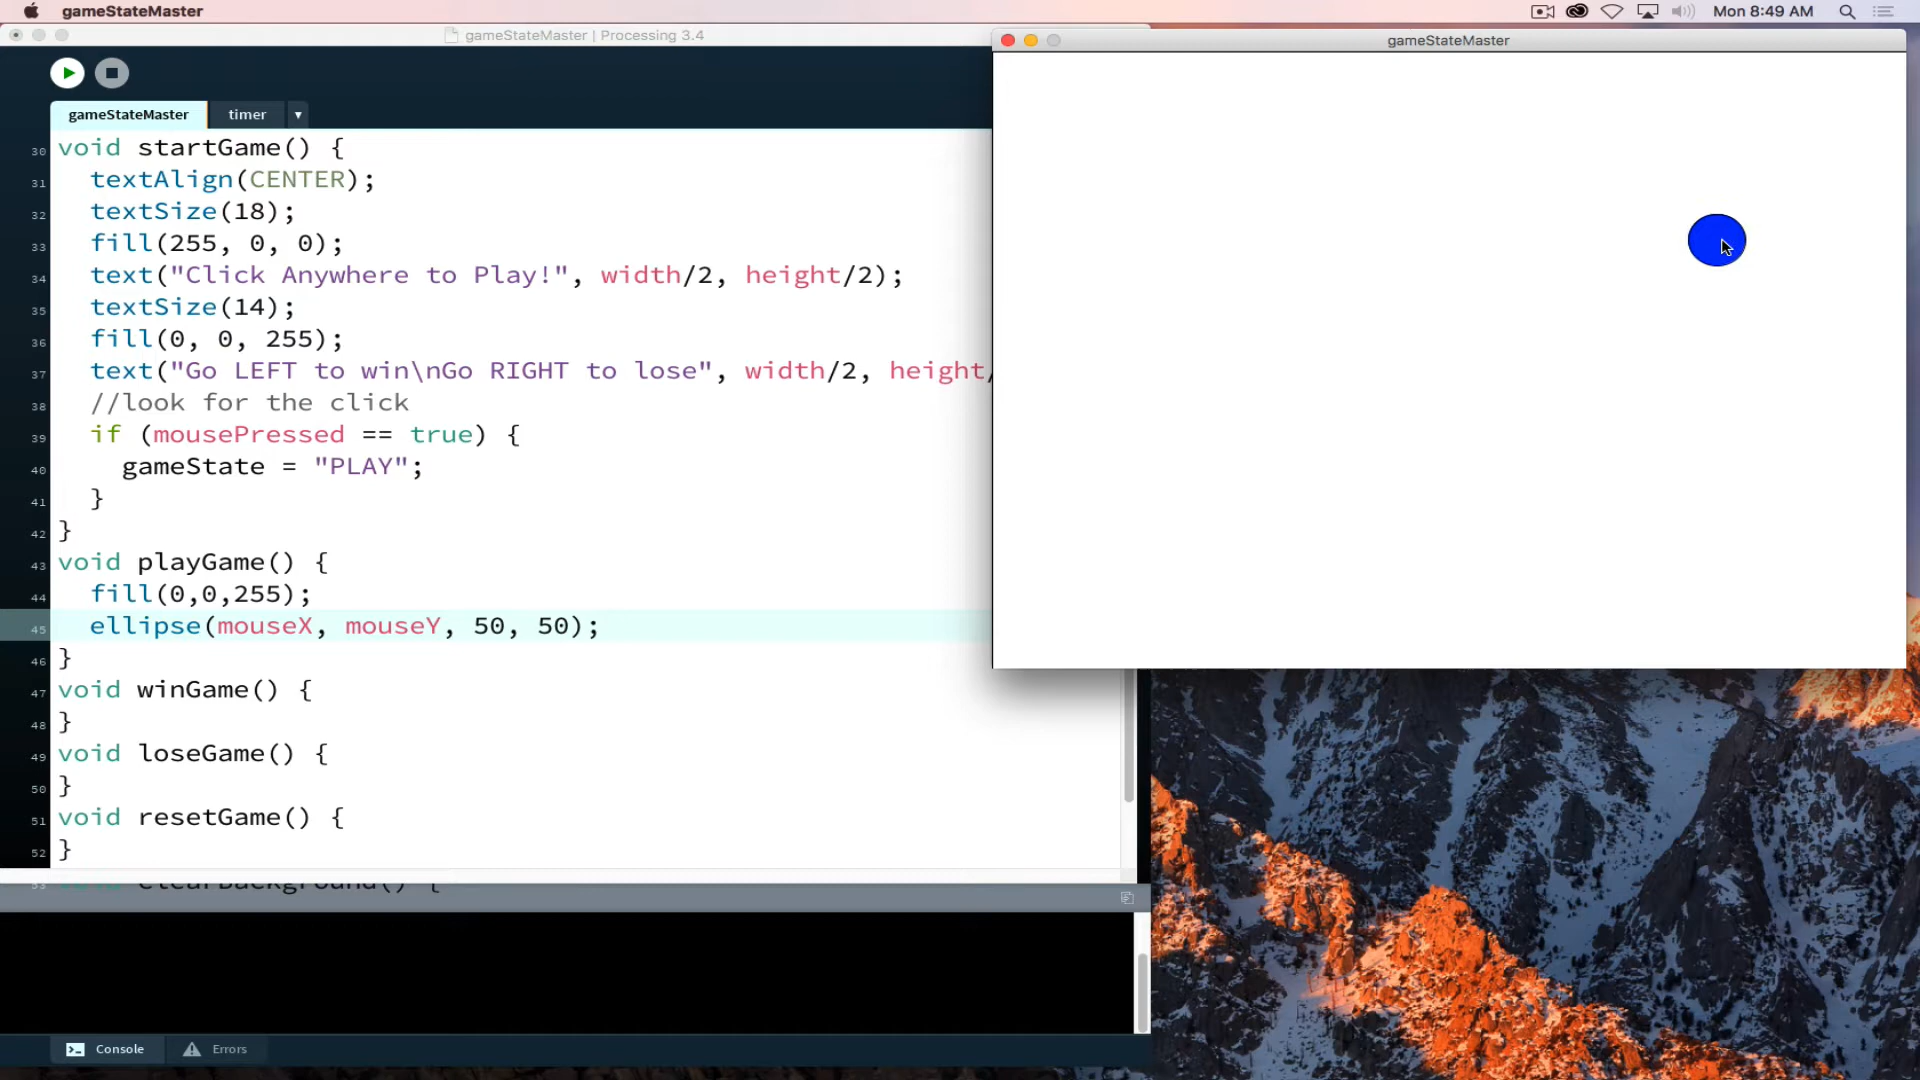 gameStateMaster
Mon 8:49 AM
gameStateMaster | Processing 3.4
gameStateMaster
gameStateMaster
timer
30 void startGame() {
31 textAlign(CENTER);
32 textSize(18);
33 fill(255, 0, 0);
34 text("Click Anywhere to Play!", width/2, height/2);
35 textSize(14);
36 fill(0, 0, 255);
37 text("Go LEFT to win\nGo RIGHT to lose", width/2, height/
38 //look for the click
39 if (mousePressed == true) {
40 gameState = "PLAY";
41 }
42 }
43 void playGame() {
44 fill(0,0,255);
45 ellipse(mouseX, mouseY, 50, 50);
46 }
47 void winGame() {
48 }
49 void loseGame() {
50 }
51 void resetGame() {
52 }
53 void clearBackground() {
Console
Errors